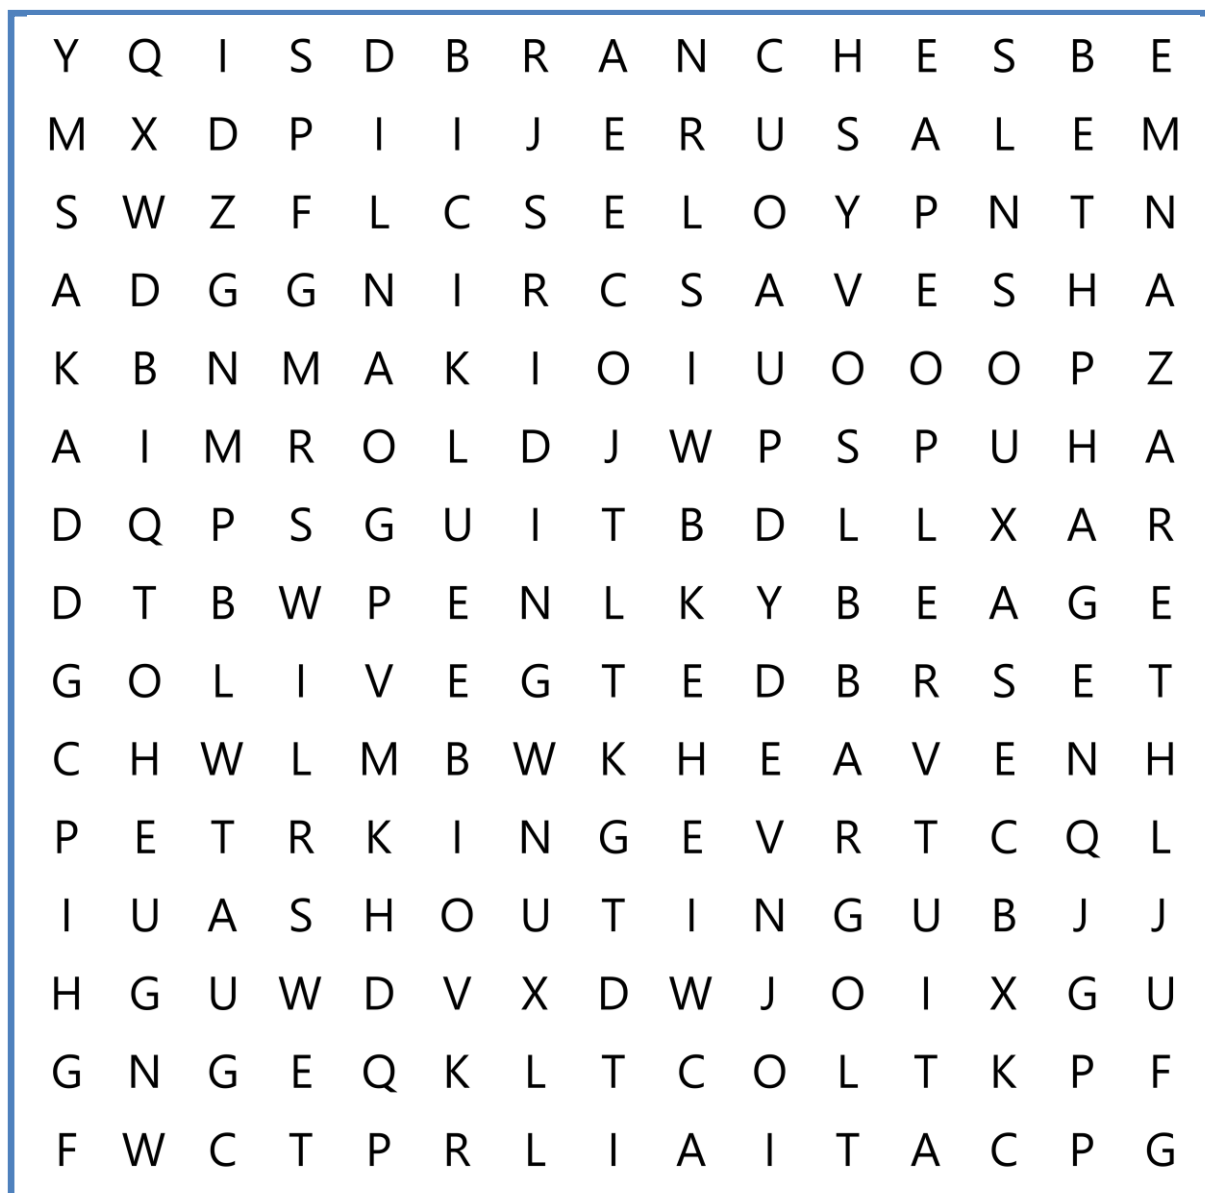 Y Q I S D B R A N C H E S B E
M X D P I I J E R U S A L E M
S W Z F L C S E L O Y P N T N
A D G G N I R C S A V E S H A
K B N M A K I O I U O O O P Z
A I M R O L D J W P S P U H A
D Q P S G U I T B D L L X A R
D T B W P E N L K Y B E A G E
G O L I V E G T E D B R S E T
C H W L M B W K H E A V E N H
P E T R K I N G E V R T C Q L
I U A S H O U T I N G U B J J
H G U W D V X D W J O I X G U
G N G E Q K L T C O L T K P F
F W C T P R L I A I T A C P G